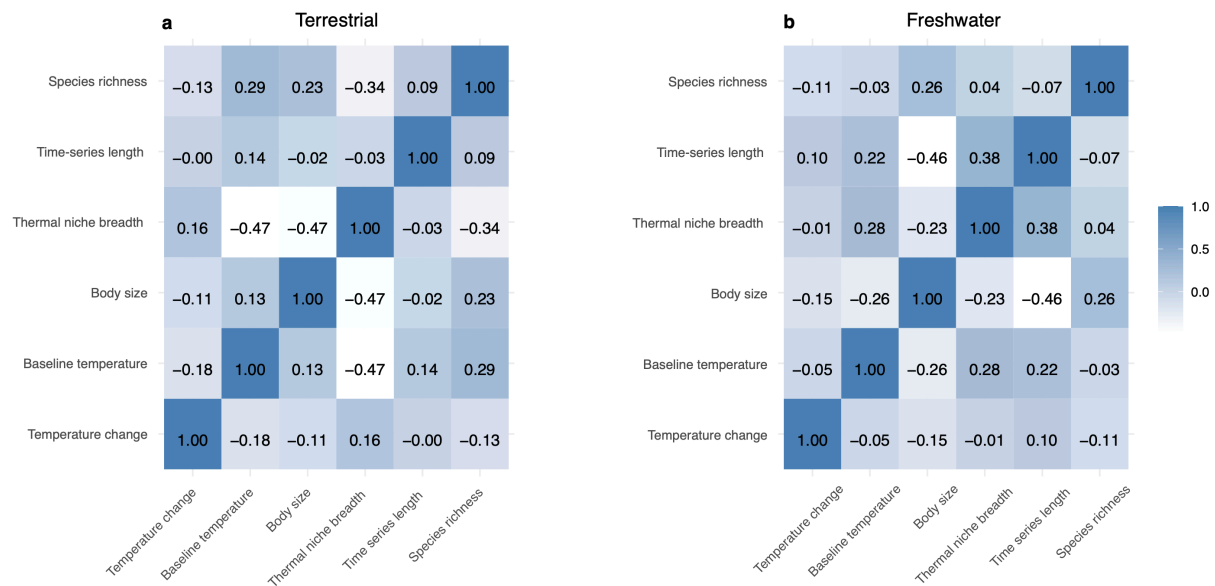 a Terrestrial
Species richness −0.13 0.29 0.23 −0.34 0.09 1.00
Time-series length −0.00 0.14 −0.02 −0.03 1.00 0.09
Thermal niche breadth 0.16 −0.47 −0.47 1.00 −0.03 −0.34
Body size −0.11 0.13 1.00 −0.47 −0.02 0.23
Baseline temperature −0.18 1.00 0.13 −0.47 0.14 0.29
Temperature change 1.00 −0.18 −0.11 0.16 −0.00 −0.13
Temperature change
Baseline temperature
Body size
Thermal niche breadth
Time series length
Species richness
b Freshwater
Species richness −0.11 −0.03 0.26 0.04 −0.07 1.00
Time-series length 0.10 0.22 −0.46 0.38 1.00 −0.07
Thermal niche breadth −0.01 0.28 −0.23 1.00 0.38 0.04
Body size −0.15 −0.26 1.00 −0.23 −0.46 0.26
Baseline temperature −0.05 1.00 −0.26 0.28 0.22 −0.03
Temperature change 1.00 −0.05 −0.15 −0.01 0.10 −0.11
Temperature change
Baseline temperature
Body size
Thermal niche breadth
Time series length
Species richness
1.0
0.5
0.0